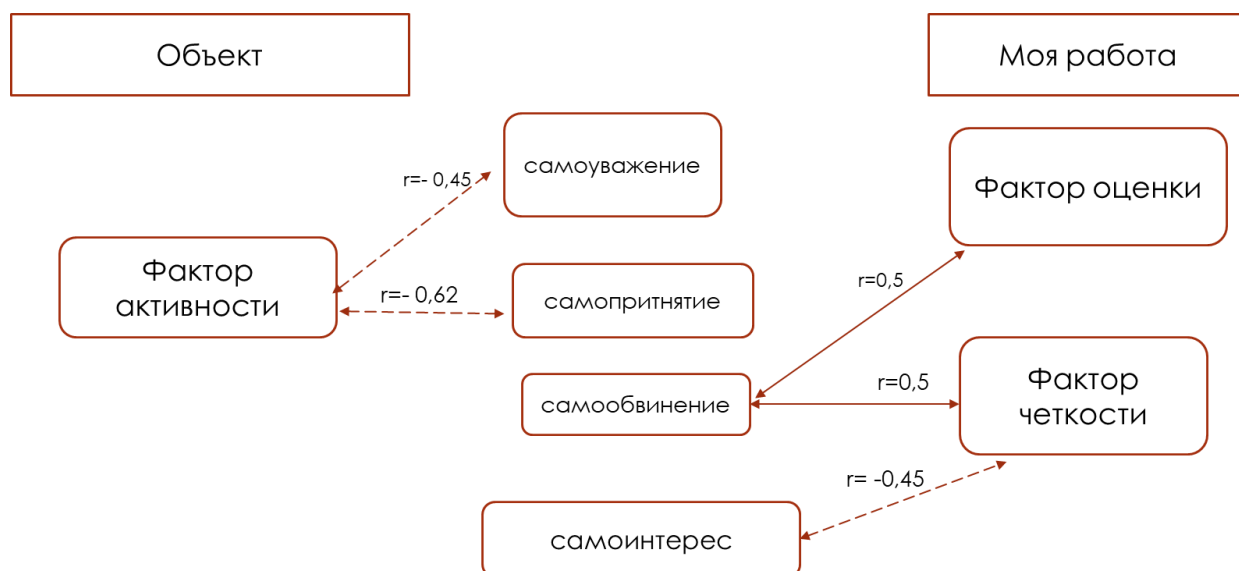 Объект
Моя работа
самоуважение
Фактор оценки
r=- 0,45
Фактор
активности
r=- 0,62
самопритнятие
r=0,5
самообвинение
r=0,5
Фактор
четкости
r= -0,45
самоинтерес